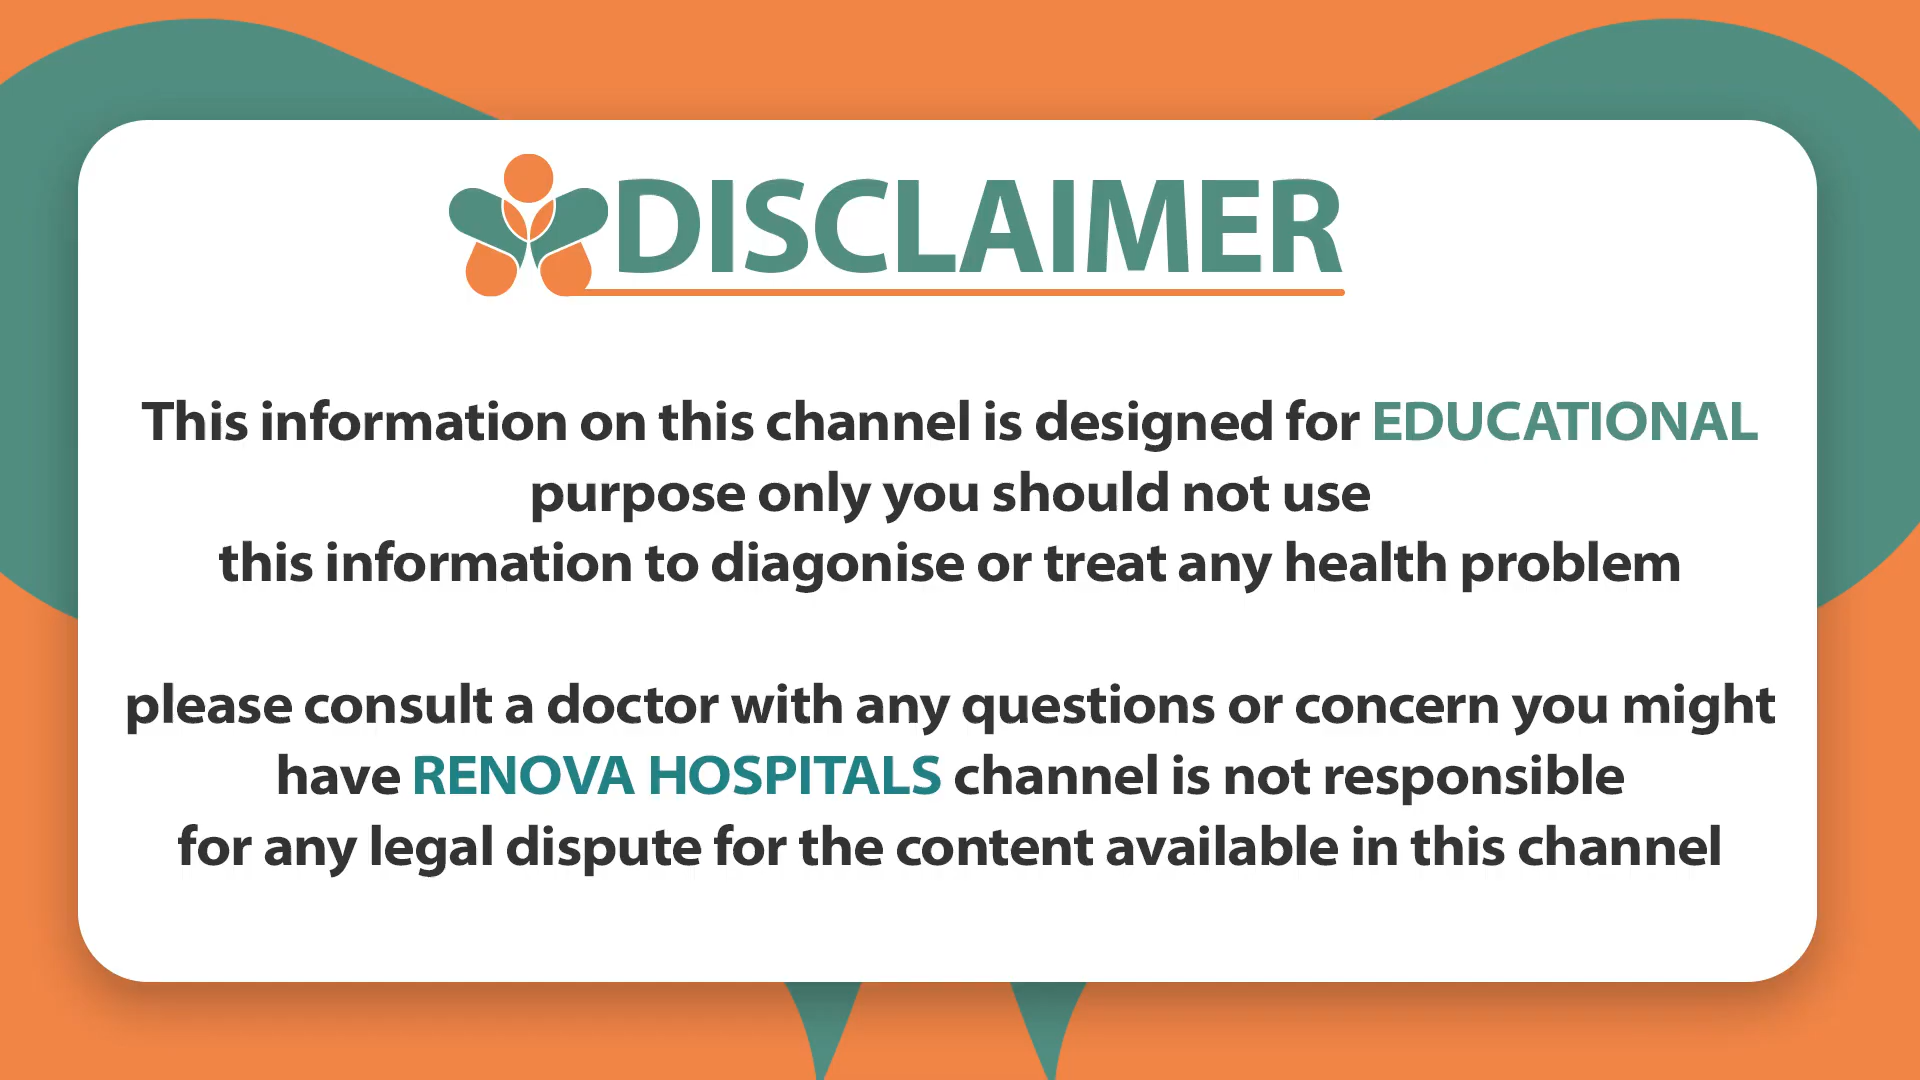 DISCLAIMER
This information on this channel is designed for EDUCATIONAL
purpose only you should not use
this information to diagonise or treat any health problem
please consult a doctor with any questions or concern you might
have RENOVA HOSPITALS channel is not responsible
for any legal dispute for the content available in this channel